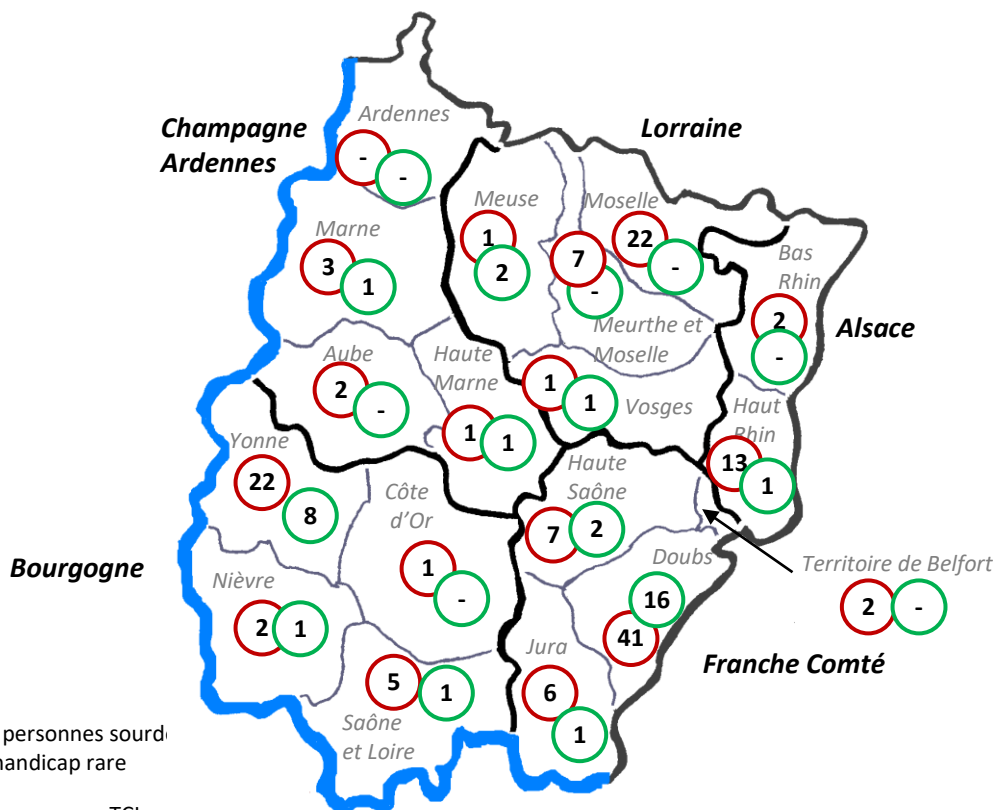 Ardennes
Champagne
Ardennes
Lorraine
-
-
Meuse
Moselle
Marne
1
22
7
Bas
Rhin
3
2
-
1
-
2
Meurthe et
Moselle
Alsace
-
Aube
Haute
Marne
2
-
1
1
Vosges
Haut
Rhin
1
1
13
1
Yonne
22
8
Côte
d'Or
Haute
Saône
7
2
Doubs
Bourgogne
Nièvre
1
-
16
Territoire de Belfort
2
-
2
1
41
Jura
Franche Comté
5
1
6
1
Saône
et Loire
personnes
handicap rare